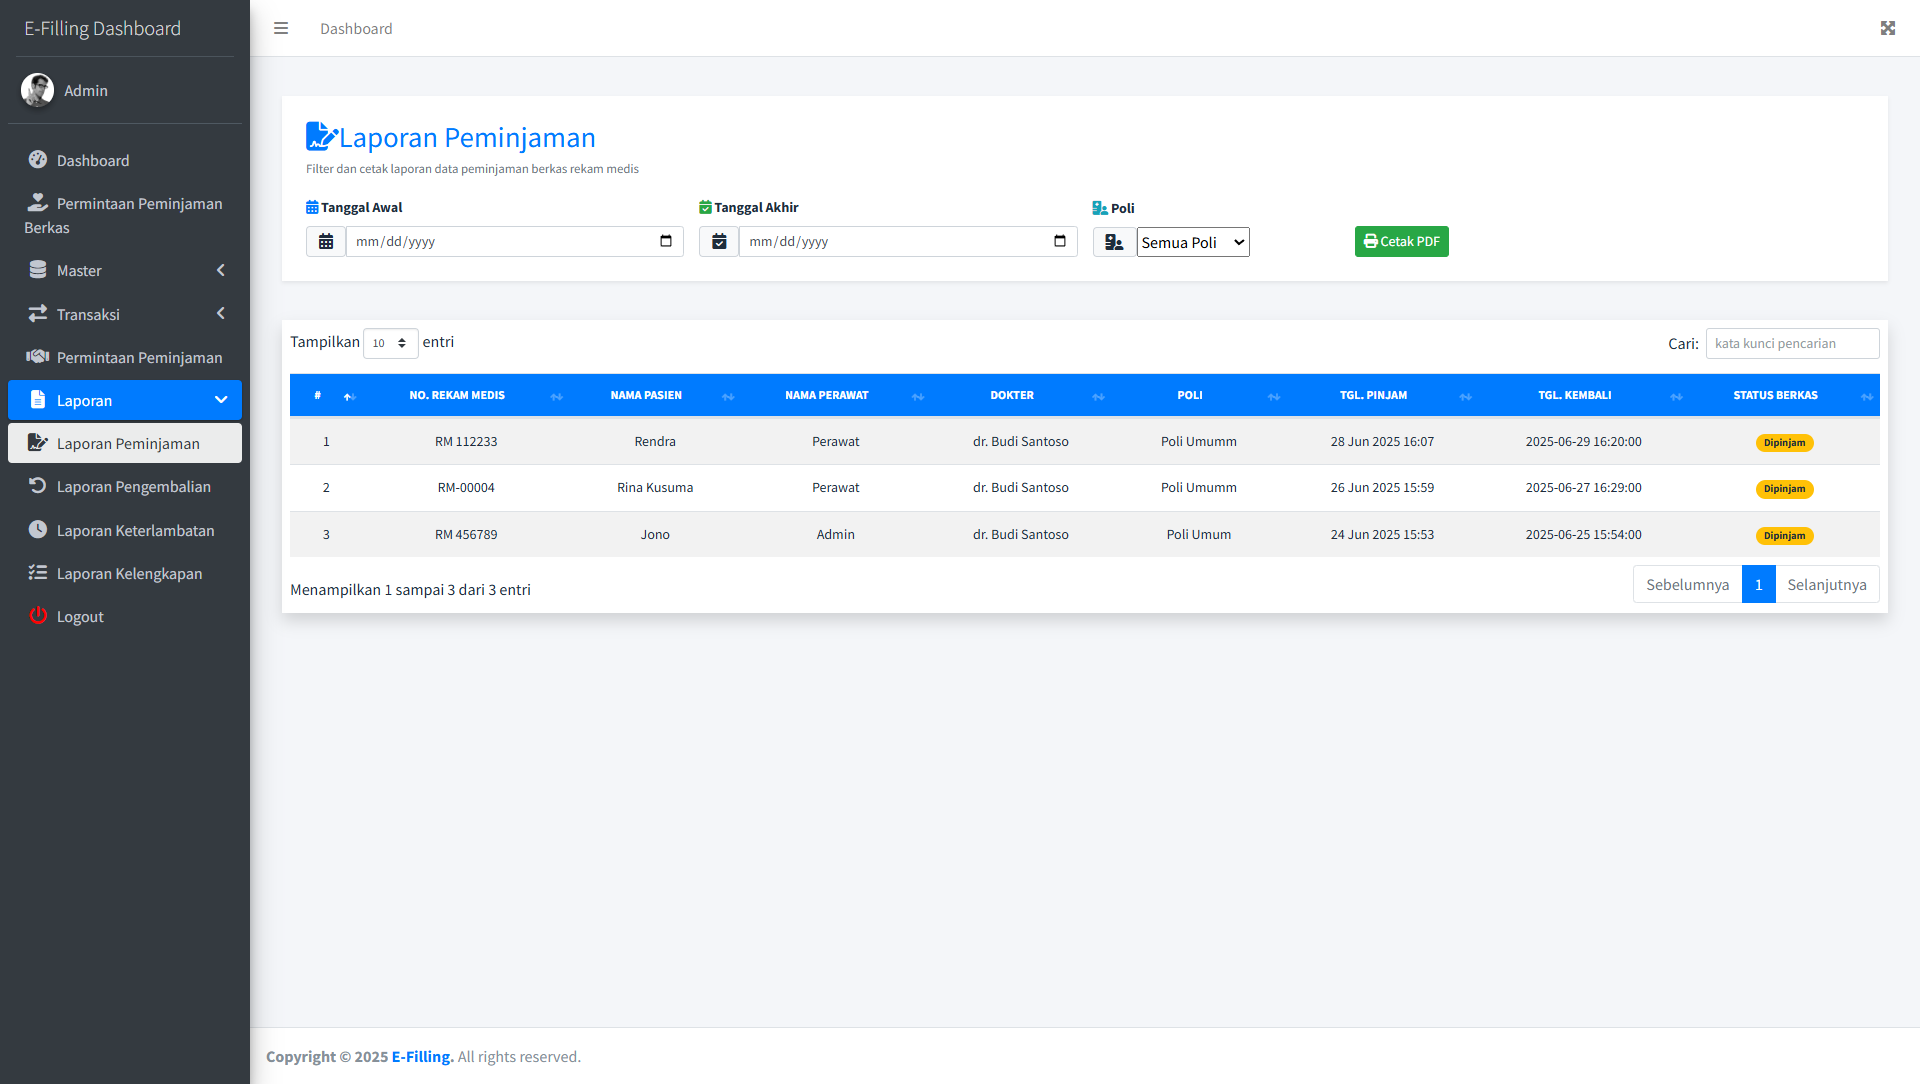 E-Filling Dashboard
Admin
Dashboard
Permintaan Peminjaman
Berkas
Master
Transaksi
Permintaan Peminjaman
Laporan
Laporan Peminjaman
Laporan Pengembalian
Laporan Keterlambatan
Laporan Kelengkapan
Logout
Dashboard
Laporan Peminjaman
Filter dan cetak laporan data peminjaman berkas rekam medis
Tanggal Awal Tanggal Akhir Poli
mm/dd/yyyy mm/dd/yyyy Semua Poli Cetak PDF
Tampilkan 10 entri Cari: kata kunci pencarian
# NO. REKAM MEDIS NAMA PASIEN NAMA PERAWAT DOKTER POLI TGL. PINJAM TGL. KEMBALI STATUS BERKAS
1 RM 112233 Rendra Perawat dr. Budi Santoso Poli Umumm 28 Jun 2025 16:07 2025-06-29 16:20:00 Dipinjam
2 RM-00004 Rina Kusuma Perawat dr. Budi Santoso Poli Umumm 26 Jun 2025 15:59 2025-06-27 16:29:00 Dipinjam
3 RM 456789 Jono Admin dr. Budi Santoso Poli Umum 24 Jun 2025 15:53 2025-06-25 15:54:00 Dipinjam
Menampilkan 1 sampai 3 dari 3 entri Sebelumnya 1 Selanjutnya
Copyright © 2025 E-Filling. All rights reserved.